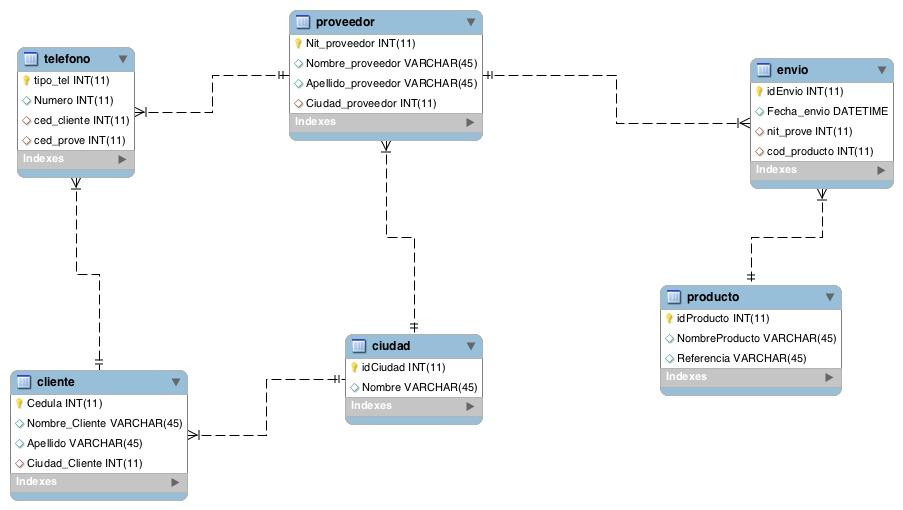 proveedor
Nit_proveedor INT(11)
Nombre_proveedor VARCHAR(45)
Apellido_proveedor VARCHAR(45)
Ciudad_proveedor INT(11)
Indexes
telefono
tipo_tel INT(11)
Numero INT(11)
ced_cliente INT(11)
ced_prove INT(11)
Indexes
envio
idEnvio INT(11)
Fecha_envio DATETIME
nit_prove INT(11)
cod_producto INT(11)
Indexes
producto
idProducto INT(11)
NombreProducto VARCHAR(45)
Referencia VARCHAR(45)
Indexes
ciudad
idCiudad INT(11)
Nombre VARCHAR(45)
Indexes
cliente
Cedula INT(11)
Nombre_Cliente VARCHAR(45)
Apellido VARCHAR(45)
Ciudad_Cliente INT(11)
Indexes